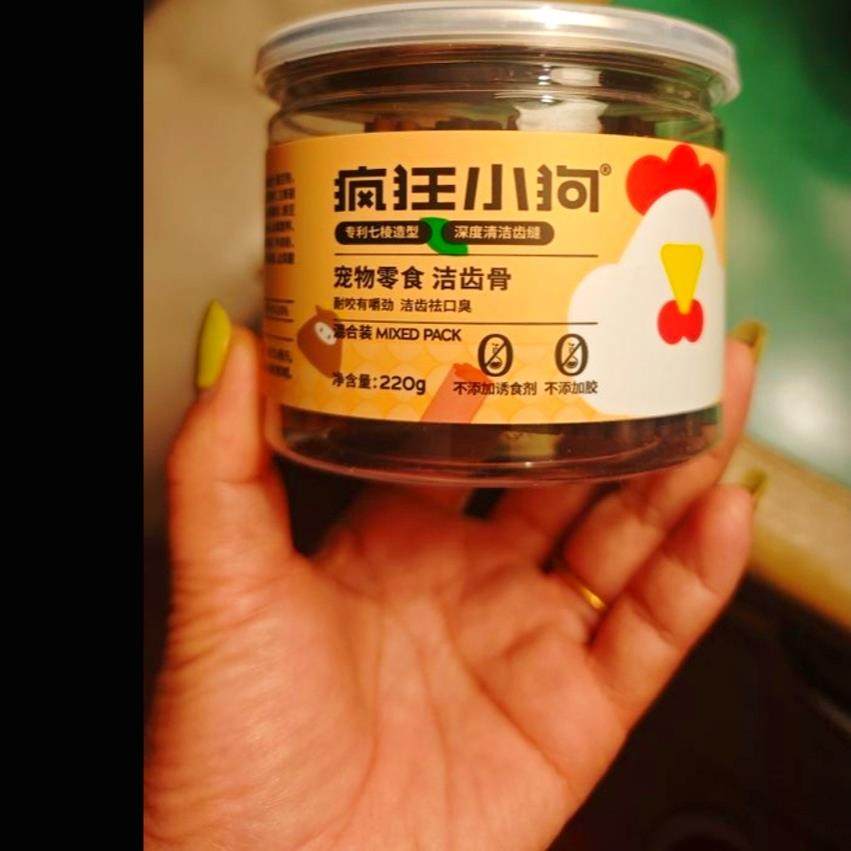 疯狂小狗®
专利七棱造型 深度清洁齿缝
宠物零食 洁齿骨
耐咬有嚼劲 洁齿祛口臭
混合装 MIXED PACK
净含量:220g
不添加诱食剂 不添加胶